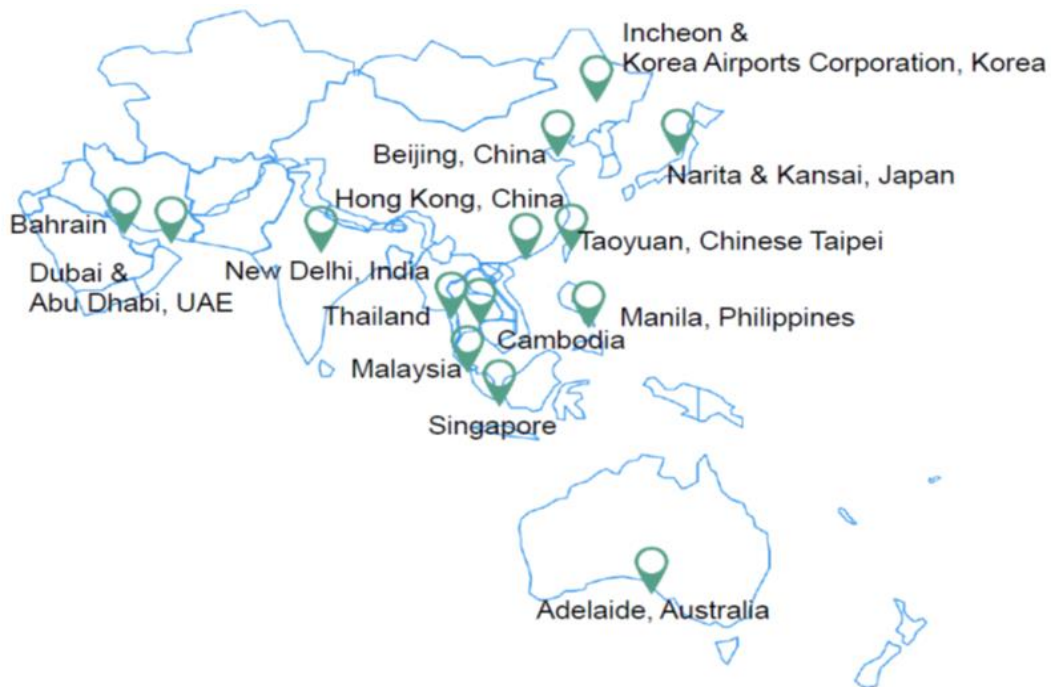 Incheon &
Korea Airports Corporation, Korea
Beijing, China
Narita & Kansai, Japan
Hong Kong, China
Bahrain
Taoyuan, Chinese Taipei
Dubai &
Abu Dhabi, UAE
New Delhi, India
Thailand
Manila, Philippines
Cambodia
Malaysia
Singapore
Adelaide, Australia